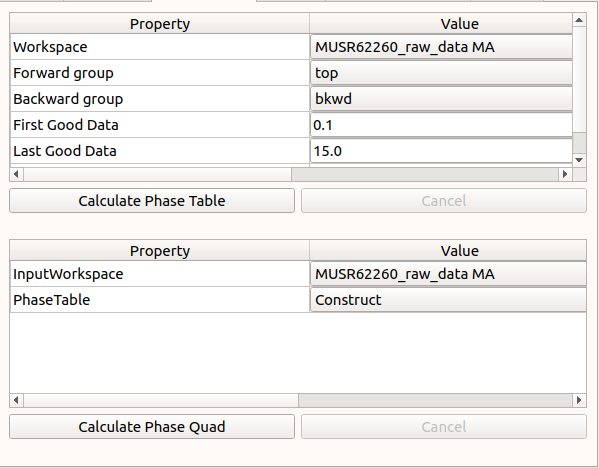 Property Value
Workspace MUSR62260_raw_data MA
Forward group top
Backward group bkwd
First Good Data 0.1
Last Good Data 15.0
Calculate Phase Table Cancel
Property Value
InputWorkspace MUSR62260_raw_data MA
PhaseTable Construct
Calculate Phase Quad Cancel